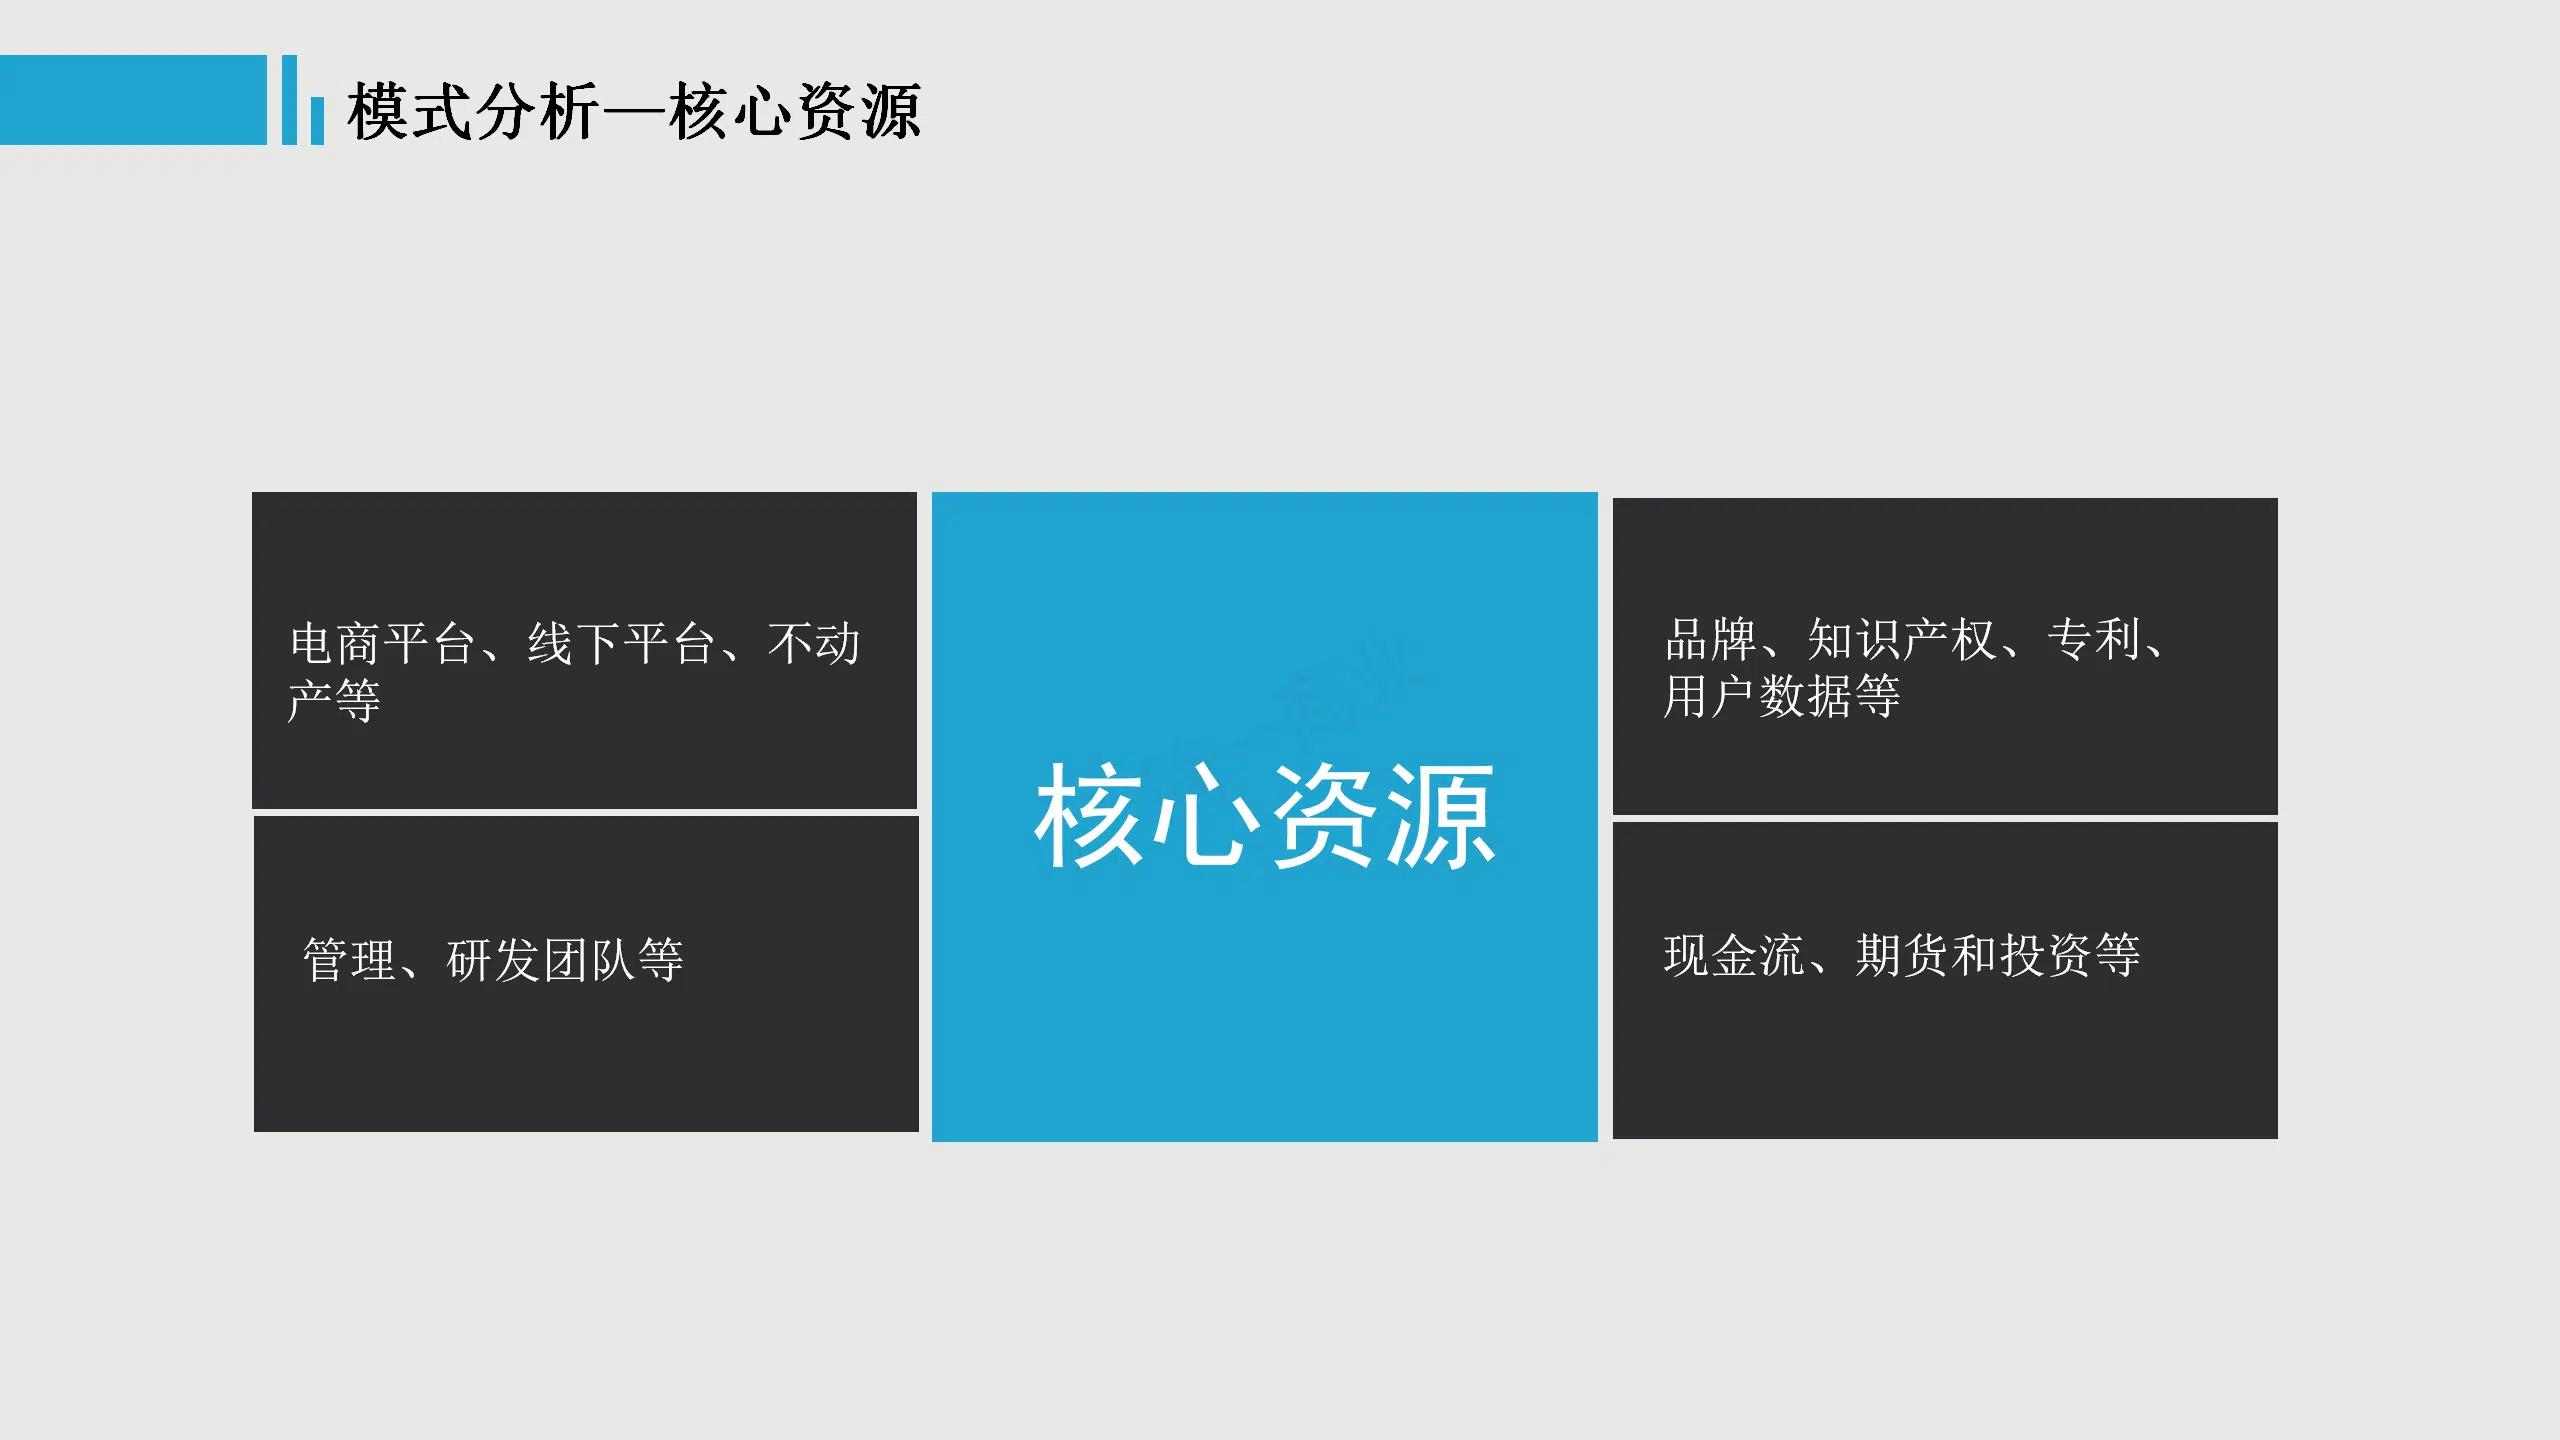 模式分析—核心资源
电商平台、线下平台、不动
产等
管理、研发团队等
核心资源
品牌、知识产权、专利、
用户数据等
现金流、期货和投资等